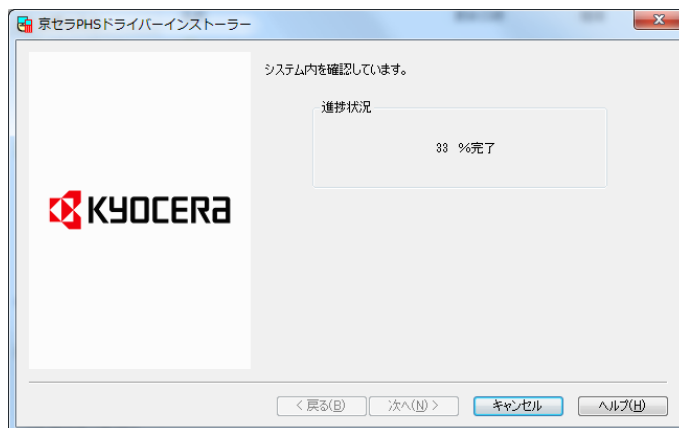 京セラPHSドライバーインストーラー
システム内を確認しています。
進捗状況
33 %完了
KYOCERA
< 戻る(B)
次へ(N) >
キャンセル
ヘルプ(H)